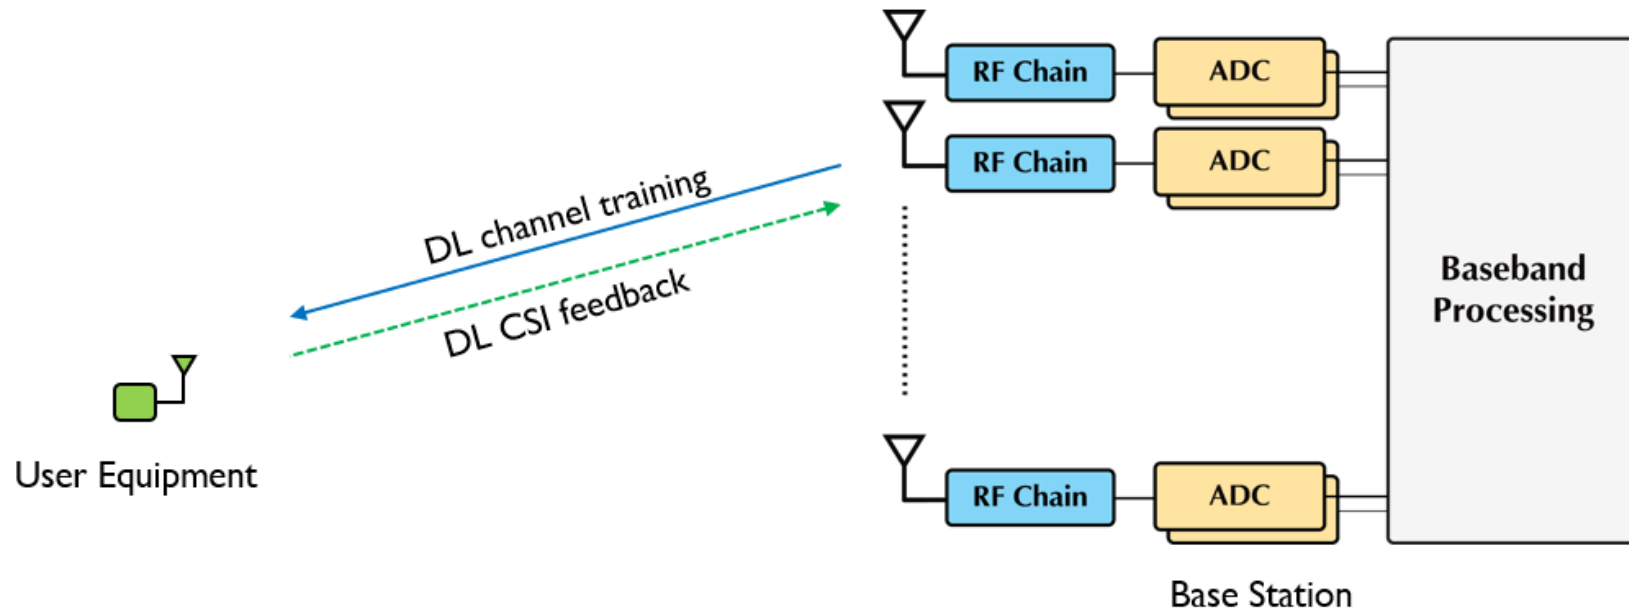 RF Chain
ADC
RF Chain
ADC
DL channel training
DL CSI feedback
Baseband
Processing
User Equipment
RF Chain
ADC
Base Station